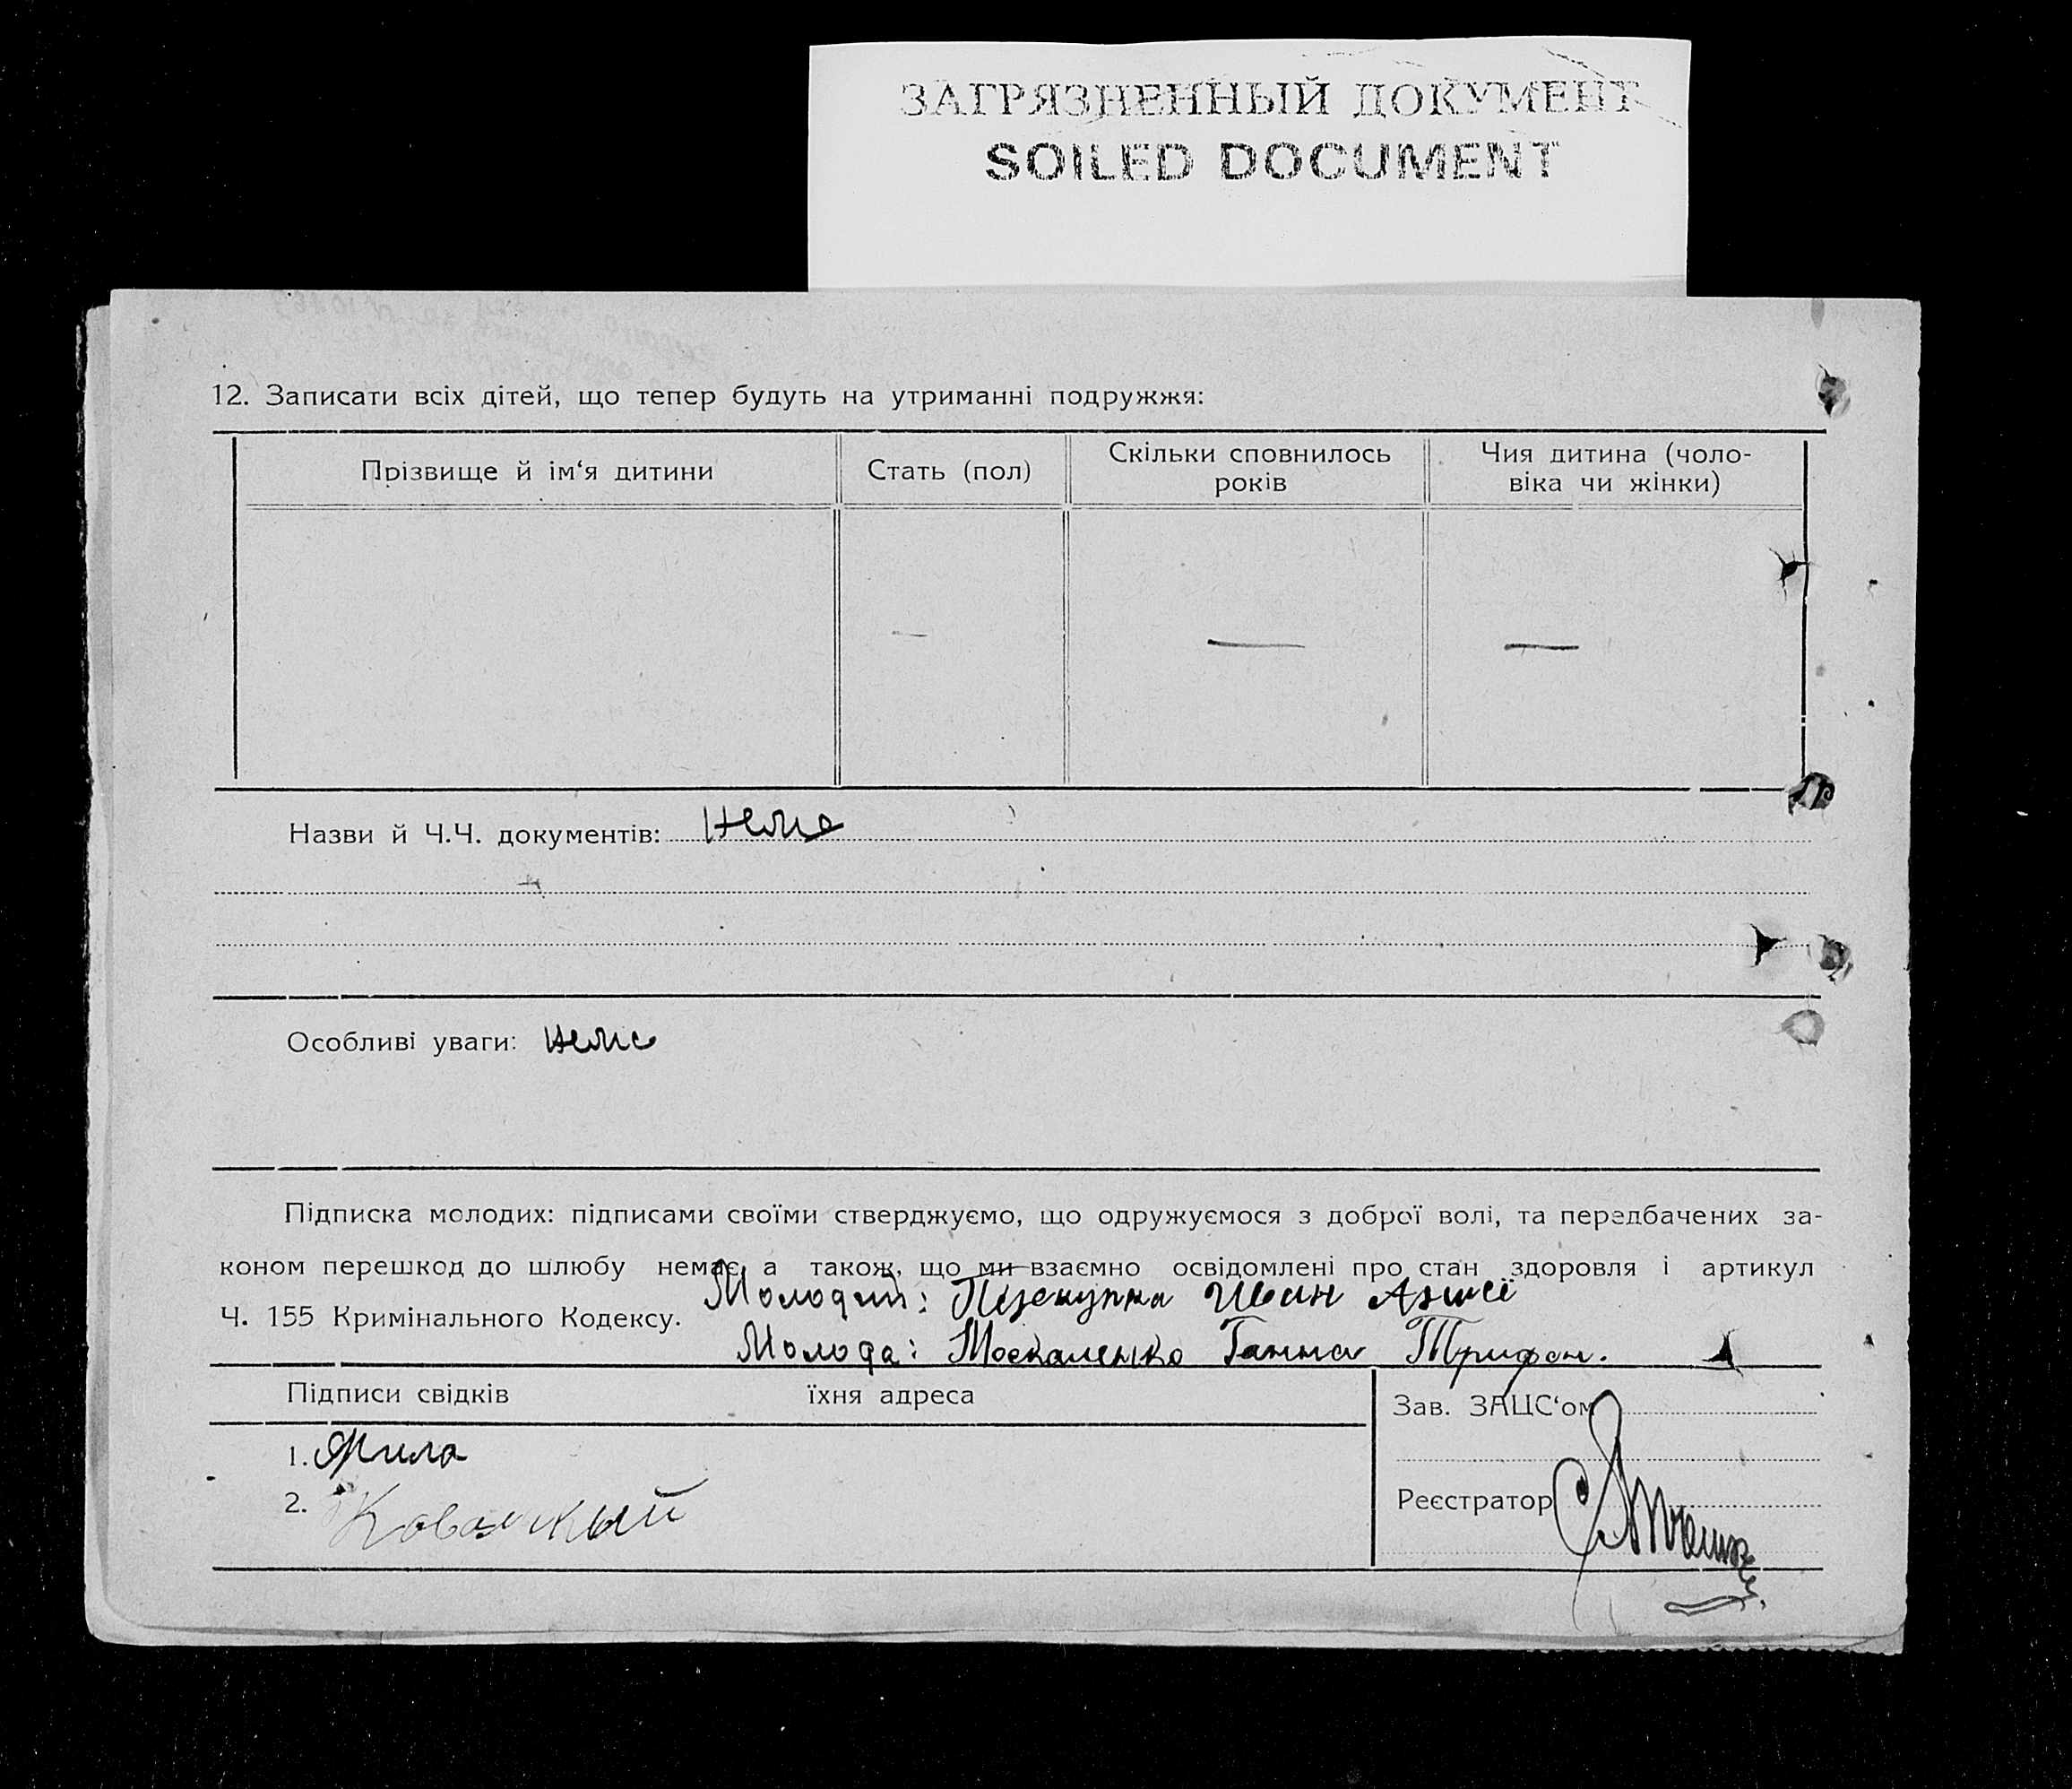 ЗАГРЯЗНЕННЫЙ ДОКУМЕНТ
SOILED DOCUMENT
12. Записати всіх дітей, що тепер будуть на утриманні подружжя:
Прізвище й ім‘я дитини
Стать (пол)
Скільки сповнилось
років
Чия дитина (чоло-
віка чи жінки)
— — —
Назви й Ч.Ч. документів: Нема
Особливі уваги: Нема
Підписка молодих: підписами своїми стверджуємо, що одружуємося з доброї волі, та передбачених за-
коном перешкод до шлюбу немає, а також, що ми взаємно освідомлені про стан здоровля і артикул
Ч. 155 Кримінального Кодексу.
Молодий: Иван
Молода: Москаленко Ганна Трифон.
Підписи свідків їхня адреса
1.
2.
Зав. ЗАЦС‘ом
Реєстратор